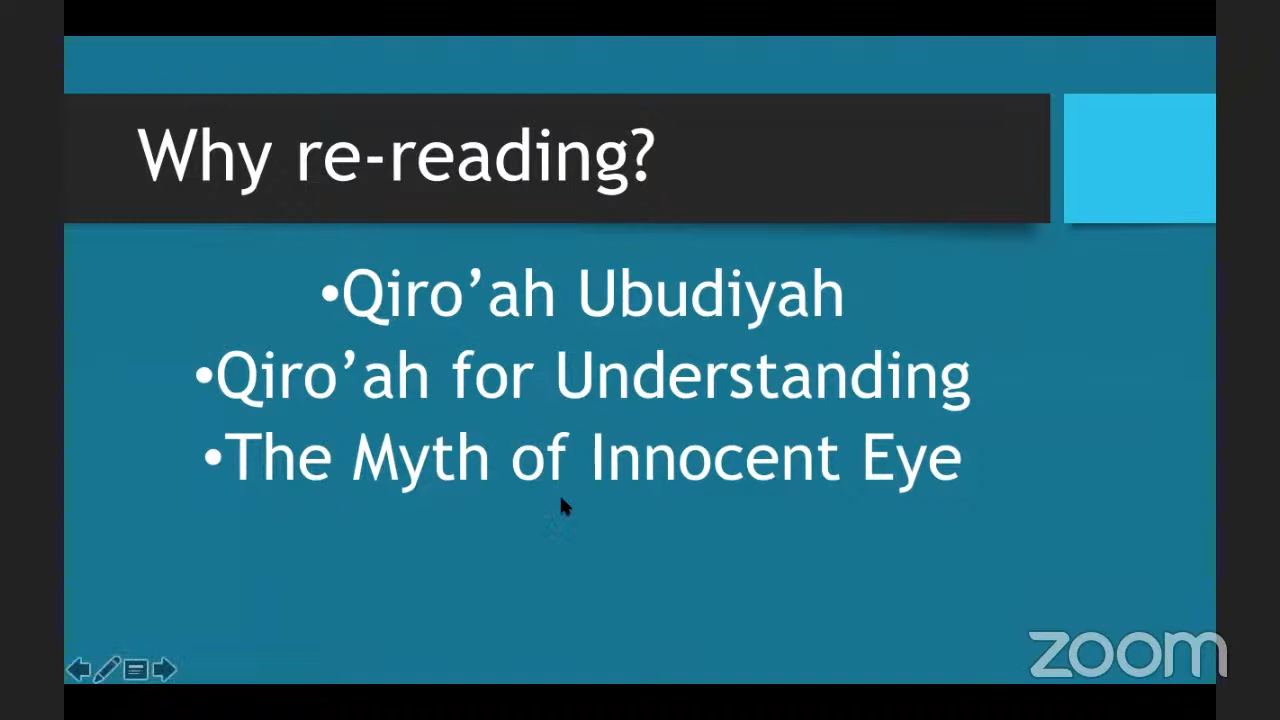 Why re-reading?
•Qiro’ah Ubudiyah
•Qiro’ah for Understanding
•The Myth of Innocent Eye
zoom